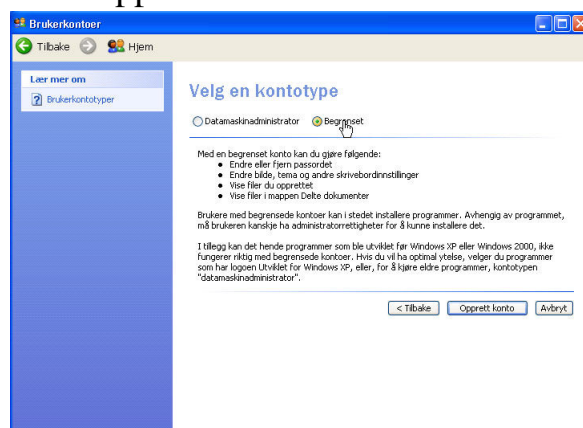 Brukerkontoer
Tilbake Hjem
Lær mer om
Brukerkontotyper
Velg en kontotype
Datamaskinadministrator Begrenset
Med en begrenset konto kan du gjøre følgende:
Endre eller fjern passordet
Endre bilde, tema og andre skrivebordinnstillinger
Vise filer du opprettet
Vise filer i mappen Delte dokumenter
Brukere med begrensede kontoer kan i stedet installere programmer. Avhengig av programmet,
må brukeren kanskje ha administratorrettigheter for å kunne installere det.
I tillegg kan det hende programmer som ble utviklet før Windows XP eller Windows 2000, ikke
fungerer riktig med begrensede kontoer. Hvis du vil ha optimal ytelse, velger du programmer
som har logoen Utviklet for Windows XP, eller, for å kjøre eldre programmer, kontotypen
"datamaskinadministrator".
< Tilbake Opprett konto Avbryt